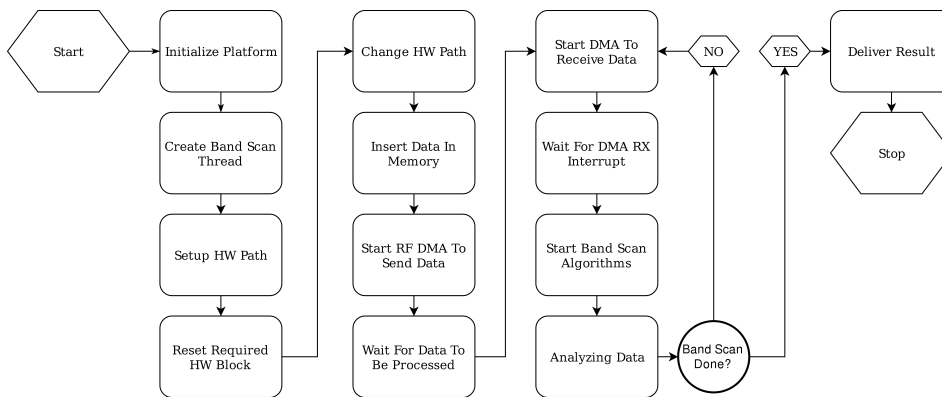 Start
Initialize Platform
Create Band Scan
Thread
Setup HW Path
Reset Required
HW Block
Change HW Path
Insert Data In
Memory
Start RF DMA To
Send Data
Wait For Data To
Be Processed
Start DMA To
Receive Data
Wait For DMA RX
Interrupt
Start Band Scan
Algorithms
Analyzing Data
Band Scan
Done?
NO
YES
Deliver Result
Stop